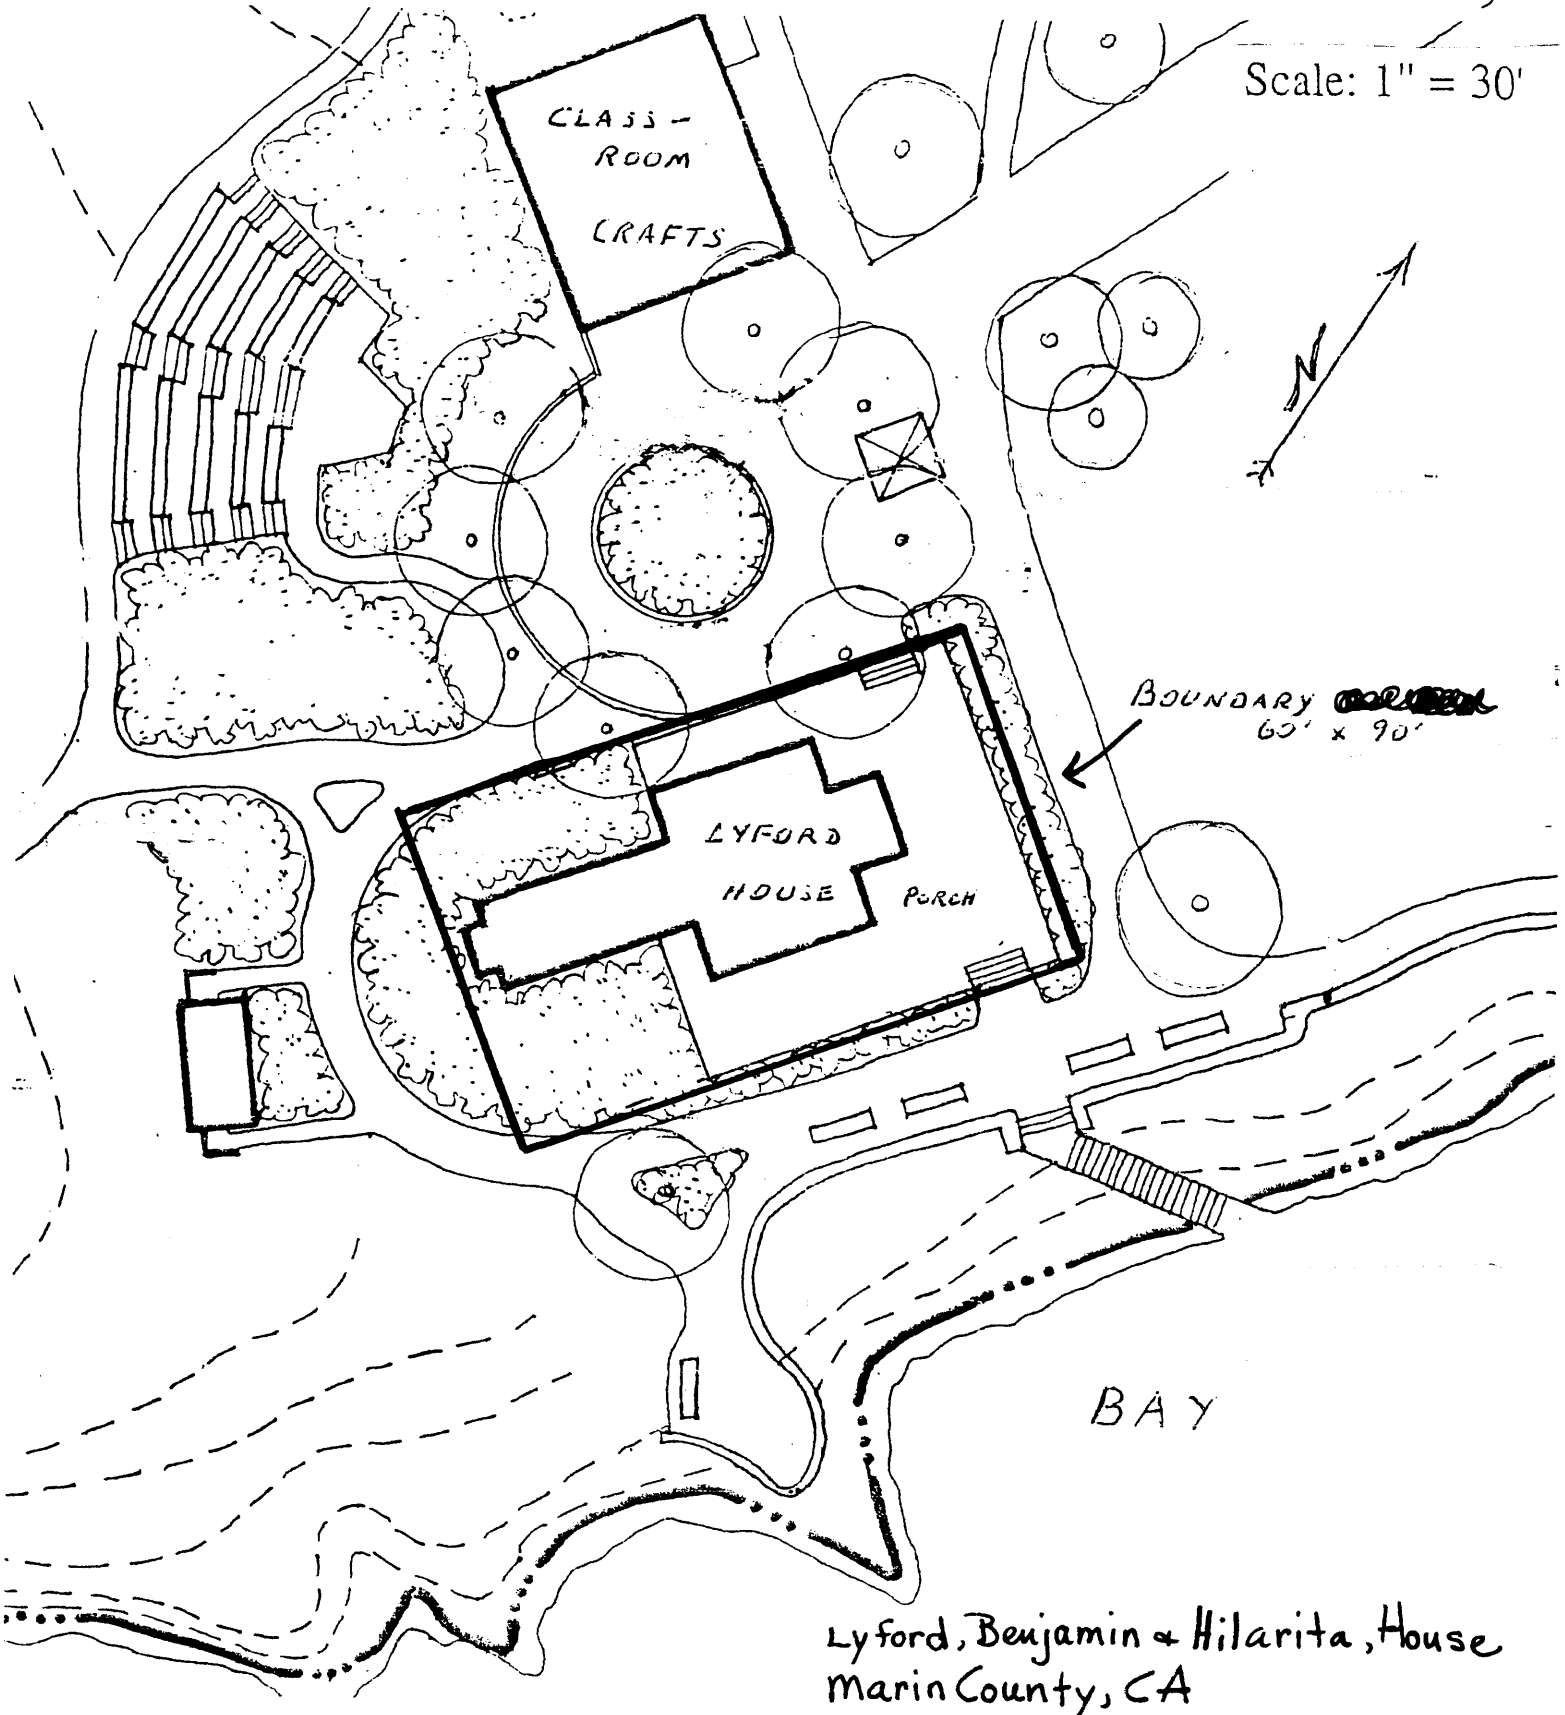 Scale: 1" = 30'
CLASS-
ROOM
CRAFTS
N
BOUNDARY
60' x 90'
LYFORD
HOUSE
PORCH
BAY
Lyford, Benjamin & Hilarita, House
Marin County, CA